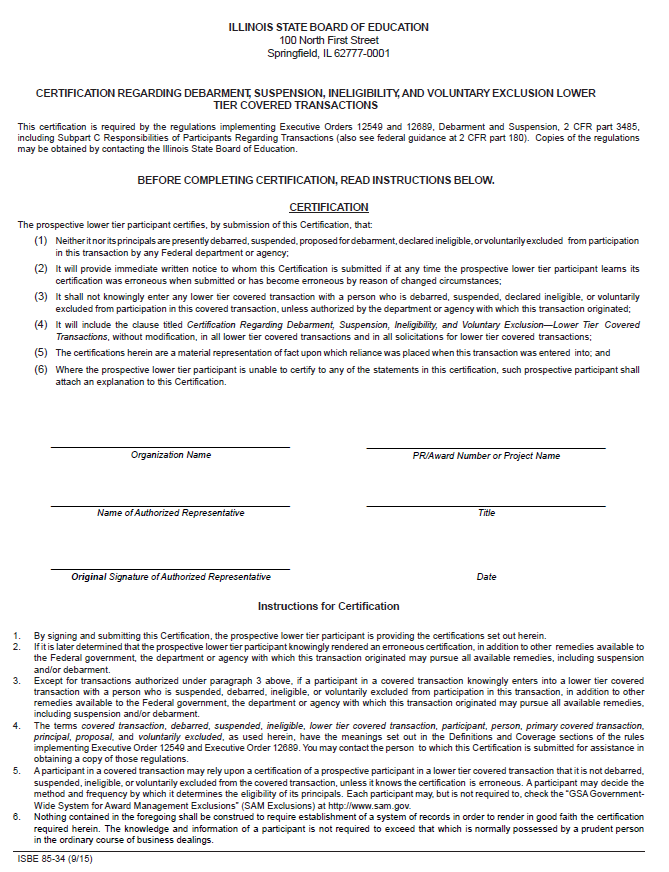 ILLINOIS STATE BOARD OF EDUCATION
100 North First Street
Springfield, IL 62777-0001
CERTIFICATION REGARDING DEBARMENT, SUSPENSION, INELIGIBILITY, AND VOLUNTARY EXCLUSION LOWER
TIER COVERED TRANSACTIONS
This certification is required by the regulations implementing Executive Orders 12549 and 12689, Debarment and Suspension, 2 CFR part 3485,
including Subpart C Responsibilities of Participants Regarding Transactions (also see federal guidance at 2 CFR part 180). Copies of the regulations
may be obtained by contacting the Illinois State Board of Education.
BEFORE COMPLETING CERTIFICATION, READ INSTRUCTIONS BELOW.
CERTIFICATION
The prospective lower tier participant certifies, by submission of this Certification, that:
(1) Neither it nor its principals are presently debarred, suspended, proposed for debarment, declared ineligible, or voluntarily excluded from participation
in this transaction by any Federal department or agency;
(2) It will provide immediate written notice to whom this Certification is submitted if at any time the prospective lower tier participant learns its
certification was erroneous when submitted or has become erroneous by reason of changed circumstances;
(3) It shall not knowingly enter any lower tier covered transaction with a person who is debarred, suspended, declared ineligible, or voluntarily
excluded from participation in this covered transaction, unless authorized by the department or agency with which this transaction originated;
(4) It will include the clause titled Certification Regarding Debarment, Suspension, Ineligibility, and Voluntary Exclusion—Lower Tier Covered
Transactions, without modification, in all lower tier covered transactions and in all solicitations for lower tier covered transactions;
(5) The certifications herein are a material representation of fact upon which reliance was placed when this transaction was entered into; and
(6) Where the prospective lower tier participant is unable to certify to any of the statements in this certification, such prospective participant shall
attach an explanation to this Certification.
Organization Name
PR/Award Number or Project Name
Name of Authorized Representative
Title
Original Signature of Authorized Representative
Date
Instructions for Certification
1. By signing and submitting this Certification, the prospective lower tier participant is providing the certifications set out herein.
2. If it is later determined that the prospective lower tier participant knowingly rendered an erroneous certification, in addition to other remedies available to
the Federal government, the department or agency with which this transaction originated may pursue all available remedies, including suspension
and/or debarment.
3. Except for transactions authorized under paragraph 3 above, if a participant in a covered transaction knowingly enters into a lower tier covered
transaction with a person who is suspended, debarred, ineligible, or voluntarily excluded from participation in this transaction, in addition to other
remedies available to the Federal government, the department or agency with which this transaction originated may pursue all available remedies,
including suspension and/or debarment.
4. The terms covered transaction, debarred, suspended, ineligible, lower tier covered transaction, participant, person, primary covered transaction,
principal, proposal, and voluntarily excluded, as used herein, have the meanings set out in the Definitions and Coverage sections of the rules
implementing Executive Order 12549 and Executive Order 12689. You may contact the person to which this Certification is submitted for assistance in
obtaining a copy of those regulations.
5. A participant in a covered transaction may rely upon a certification of a prospective participant in a lower tier covered transaction that it is not debarred,
suspended, ineligible, or voluntarily excluded from the covered transaction, unless it knows the certification is erroneous. A participant may decide the
method and frequency by which it determines the eligibility of its principals. Each participant may, but is not required to, check the "GSA Government-
Wide System for Award Management Exclusions" (SAM Exclusions) at http://www.sam.gov.
6. Nothing contained in the foregoing shall be construed to require establishment of a system of records in order to render in good faith the certification
required herein. The knowledge and information of a participant is not required to exceed that which is normally possessed by a prudent person
in the ordinary course of business dealings.
ISBE 85-34 (9/15)